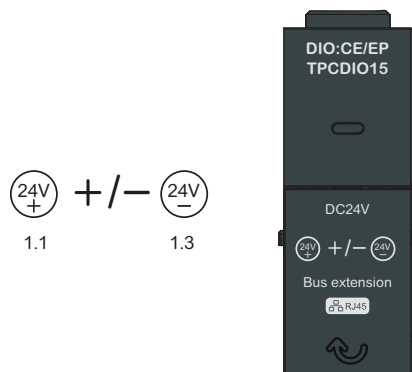 24V
+
+/−
24V
−
1.1
1.3
DIO:CE/EP
TPCDIO15
DC24V
24V
+
+/−
24V
−
Bus extension
RJ45